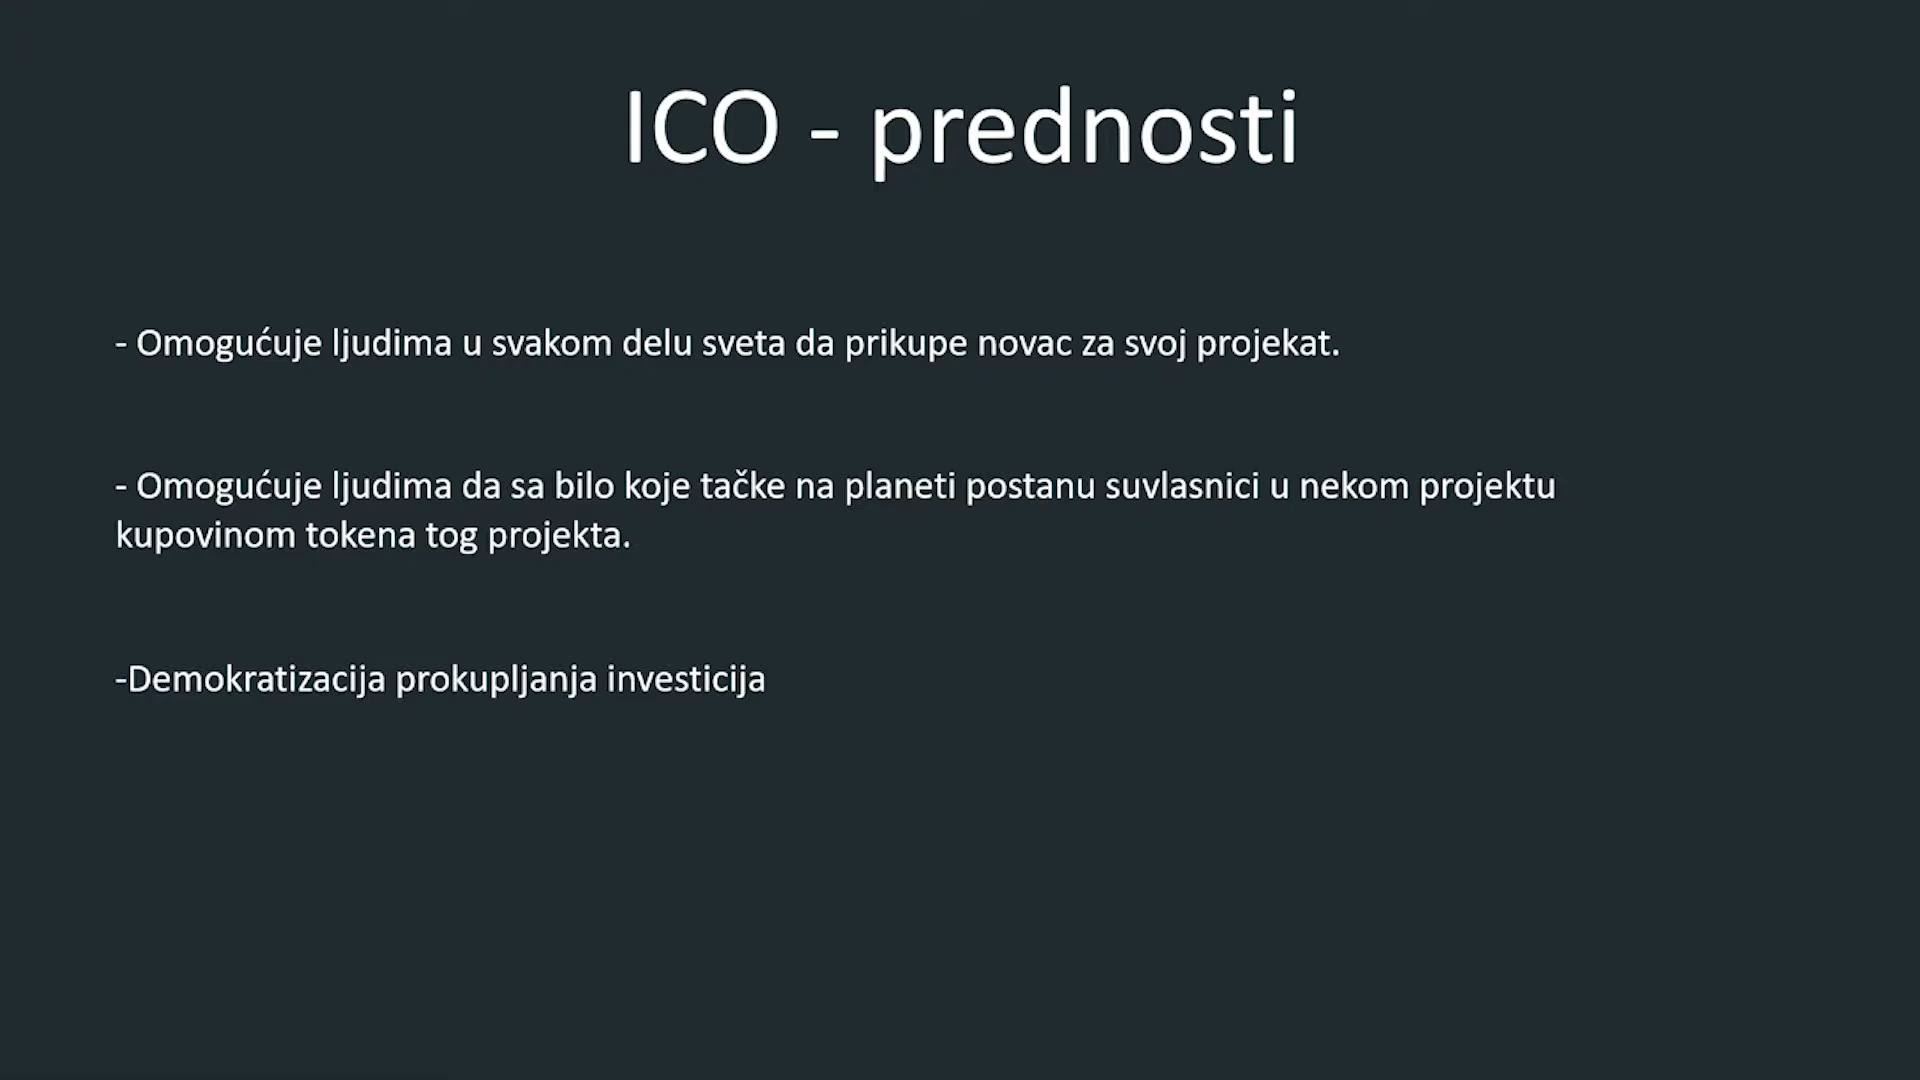 ICO - prednosti
- Omogućuje ljudima u svakom delu sveta da prikupe novac za svoj projekat.
- Omogućuje ljudima da sa bilo koje tačke na planeti postanu suvlasnici u nekom projektu
kupovinom tokena tog projekta.
-Demokratizacija prokupljanja investicija